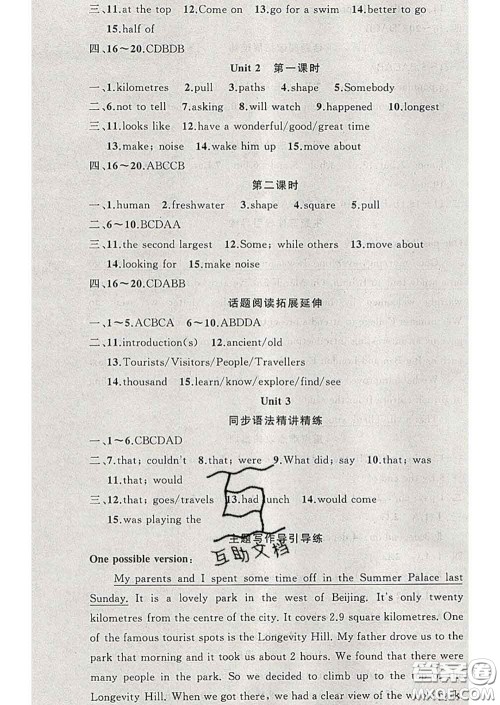 三、11.at the top  12.Come  13.go for a swim  14.better to go
15.half of
四、16～20.CDBDB
Unit 2  第一课时
一、1.kilometres  2.pull  3.paths  4.shape  5.Somebody
二、6.not to tell  7.asking  8.will watch  9.happened  10.longest
三、11.looks like  12.have a wonderful/good/great time
13.make; noise  14.wake him up  15.move about
四、16～20.ABCCB
第二课时
一、1.human  2.freshwater  3.shape  4.square  5.pull
二、6～10.BCDAA
三、11.the second largest  12.Some; while others  13.move about
14.looking for  15.make noise
四、16～20.CDABB
话题阅读拓展延伸
一、1～5.ACBCA  6～10.ABDDA
二、11.introduction(s)  12.ancient/old
13.Tourists/Visitors/People/Travellers
14.thousand  15.learn/know/explore/find/see
Unit 3
同步语法精讲精练
一、1～6.CBCDAD
二、7.that; couldn't  8.that; were  9.What did; say  10.that; was
11.that; would
三、12.that; goes/travels  13.had lunch  14.would come
15.was playing the
主题写作导引导练
互助文档
One possible version:
My parents and I spent some time off in the Summer Palace last
Sunday. It is a lovely park in the west of Beijing. It's only twenty
kilometres from the centre of the city. It covers 2.9 square kilometres. One
of the famous tourist spots is the Longevity Hill. My father drove us to the
park that morning and it took us about 2 hours. We found that there were
many people in the park. So we decided to climb up to the
Longevity Hill. When we got there, we had a clear view of the
答案圈
MXQE.COM